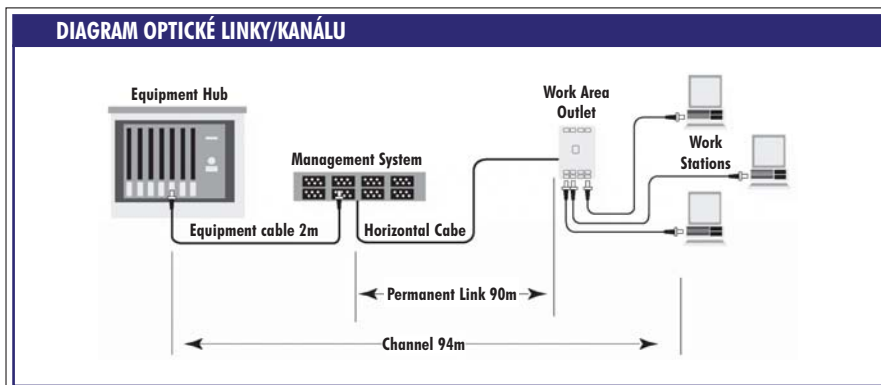 DIAGRAM OPTICKÉ LINKY/KANÁLU
Equipment Hub
Work Area
Outlet
Management System
Work
Stations
Equipment cable 2m
Horizontal Cabe
Permanent Link 90m
Channel 94m